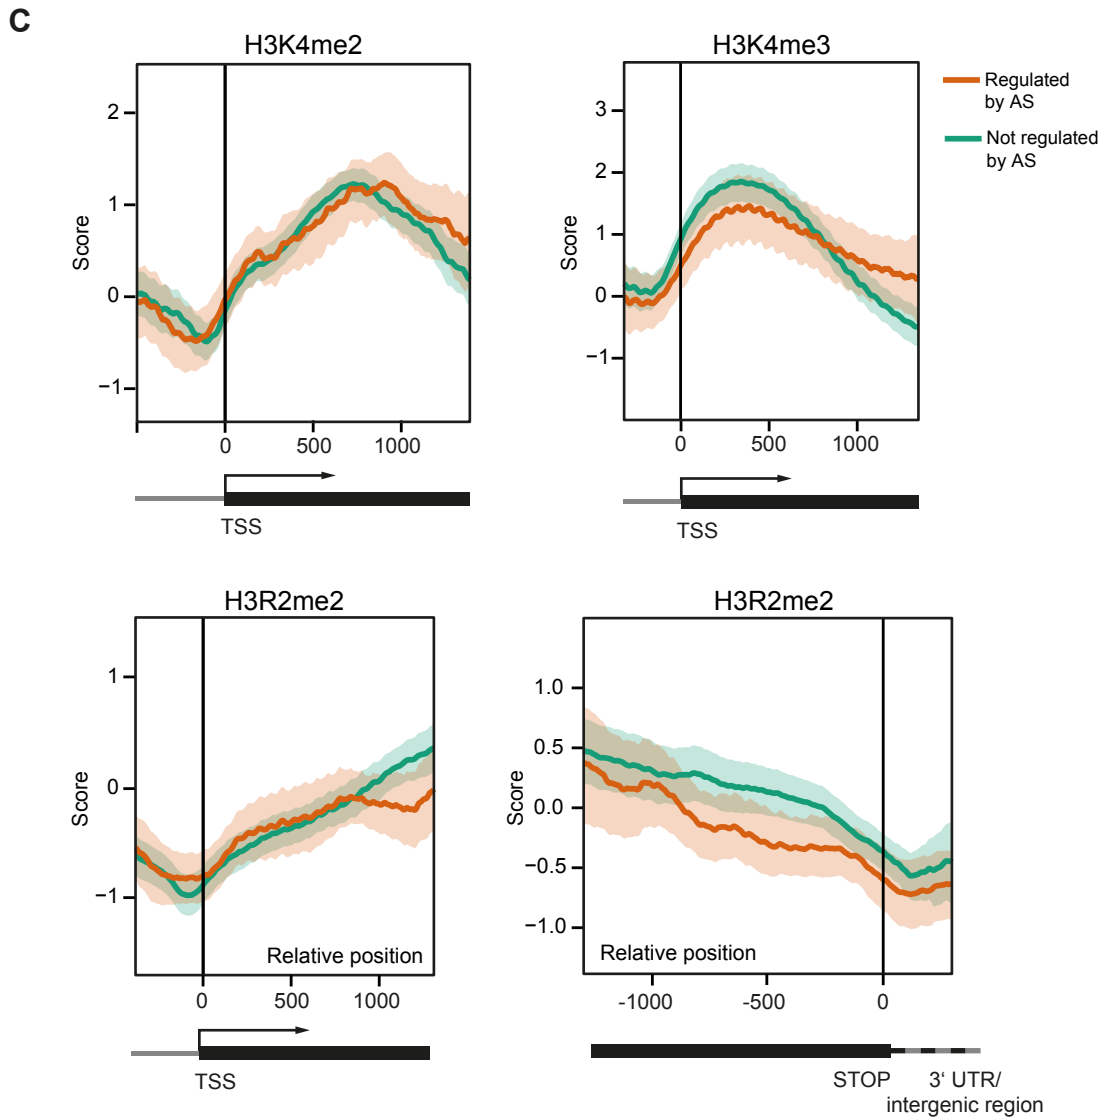 C
H3K4me2
Score
2
1
0
−1
0 500 1000
TSS
H3K4me3
Score
3
2
1
0
−1
0 500 1000
TSS
Regulated
by AS
Not regulated
by AS
H3R2me2
Score
1
0
−1
Relative position
0 500 1000
TSS
H3R2me2
Score
1.0
0.5
0.0
−0.5
−1.0
Relative position
-1000 -500 0
STOP 3‘ UTR/
intergenic region